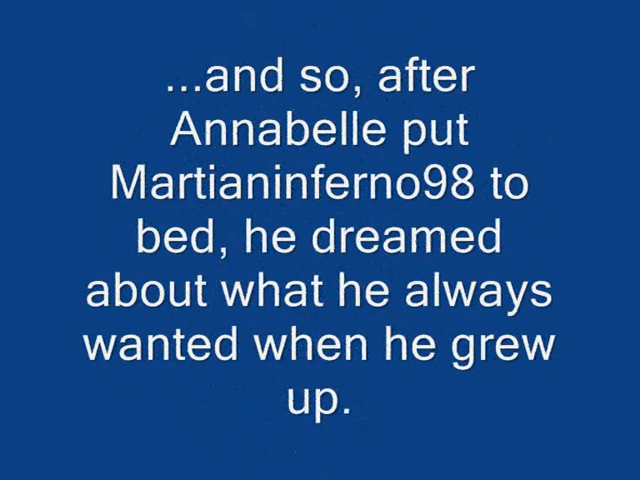 ...and so, after
Annabelle put
Martianinferno98 to
bed, he dreamed
about what he always
wanted when he grew
up.